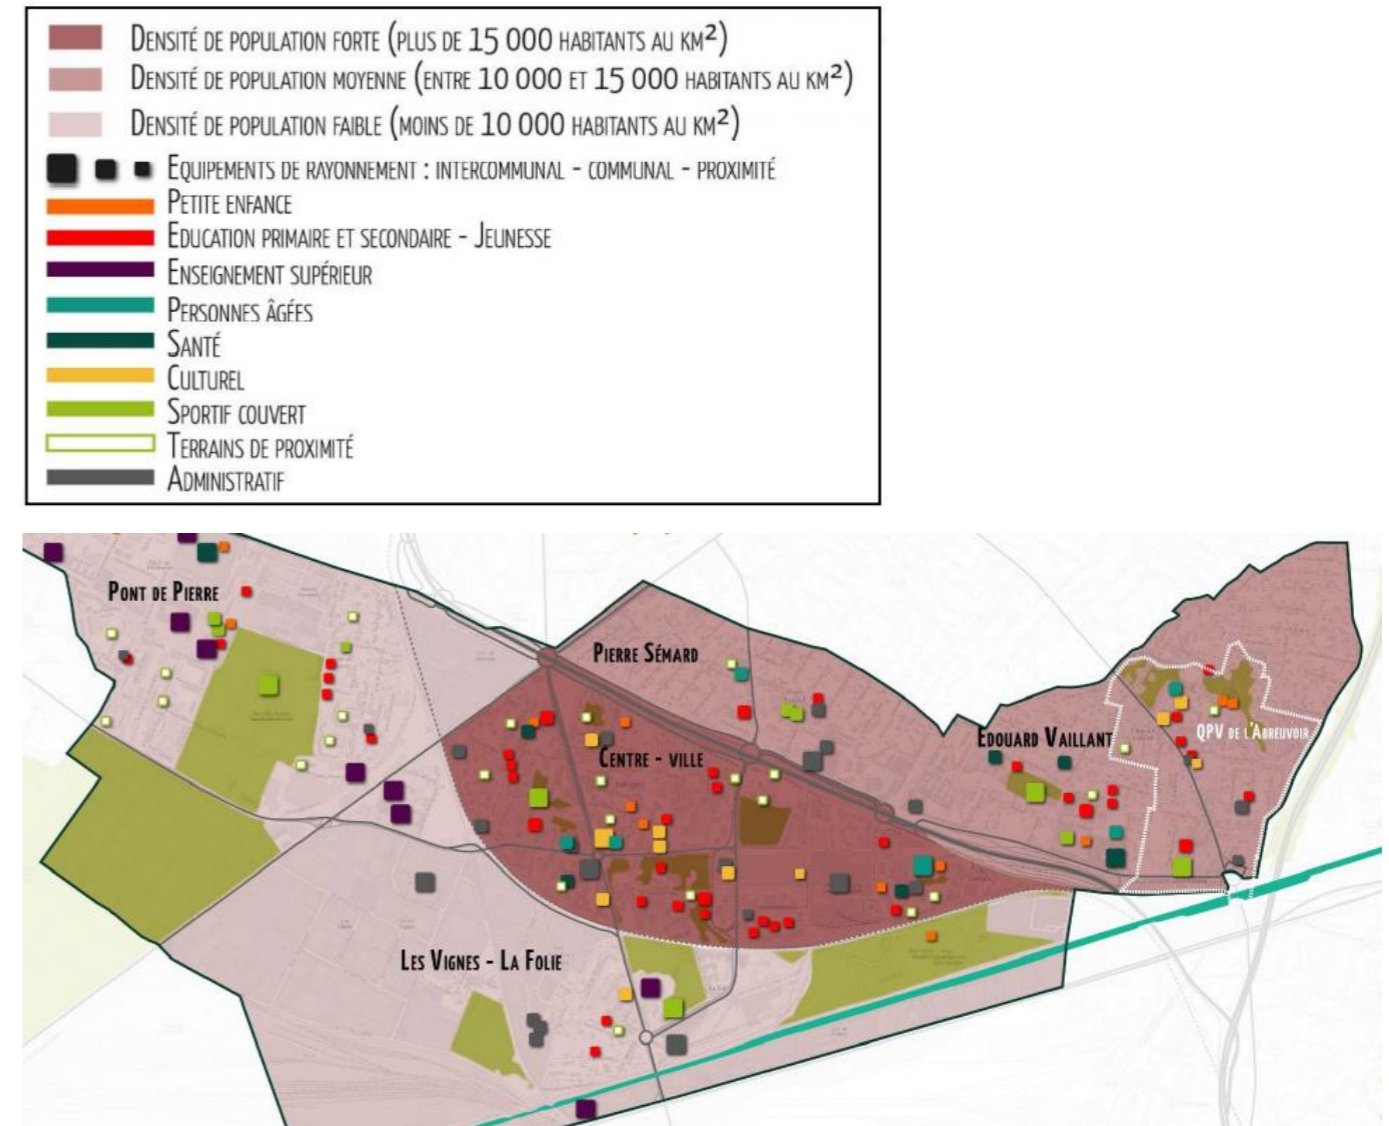 Densité de population forte (plus de 15 000 habitants au km²)
Densité de population moyenne (entre 10 000 et 15 000 habitants au km²)
Densité de population faible (moins de 10 000 habitants au km²)
Equipements de rayonnement : intercommunal - communal - proximité
Petite enfance
Education primaire et secondaire - Jeunesse
Enseignement supérieur
Personnes âgées
Santé
Culturel
Sportif couvert
Terrains de proximité
Administratif
Pont de Pierre
Pierre Sémard
Edouard Vaillant
QPV de l'Abreuvoir
Centre - ville
Les Vignes - La Folie